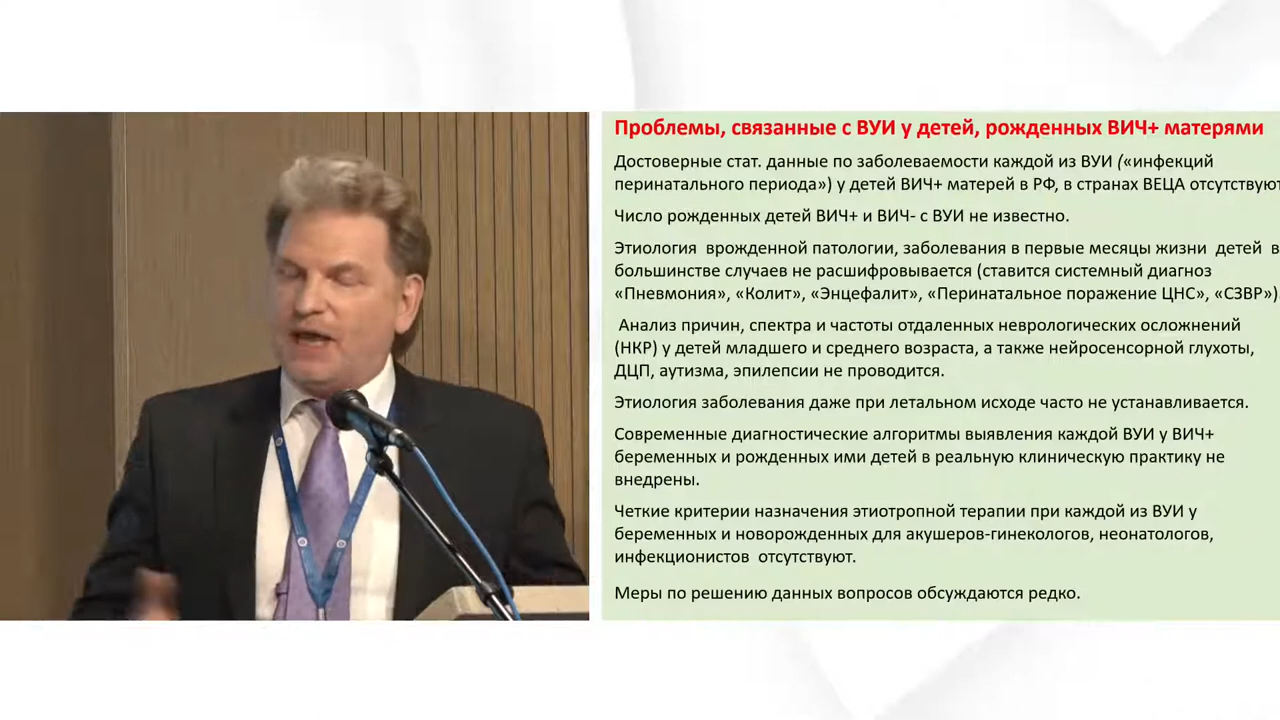 Проблемы, связанные с ВУИ у детей, рожденных ВИЧ+ матерями
Достоверные стат. данные по заболеваемости каждой из ВУИ («инфекций
перинатального периода») у детей ВИЧ+ матерей в РФ, в странах ВЕЦА отсутствуют
Число рожденных детей ВИЧ+ и ВИЧ- с ВУИ не известно.
Этиология врожденной патологии, заболевания в первые месяцы жизни детей в
большинстве случаев не расшифровывается (ставится системный диагноз
«Пневмония», «Колит», «Энцефалит», «Перинатальное поражение ЦНС», «СЗВР»)
Анализ причин, спектра и частоты отдаленных неврологических осложнений
(НКР) у детей младшего и среднего возраста, а также нейросенсорной глухоты,
ДЦП, аутизма, эпилепсии не проводится.
Этиология заболевания даже при летальном исходе часто не устанавливается.
Современные диагностические алгоритмы выявления каждой ВУИ у ВИЧ+
беременных и рожденных ими детей в реальную клиническую практику не
внедрены.
Четкие критерии назначения этиотропной терапии при каждой из ВУИ у
беременных и новорожденных для акушеров-гинекологов, неонатологов,
инфекционистов отсутствуют.
Меры по решению данных вопросов обсуждаются редко.